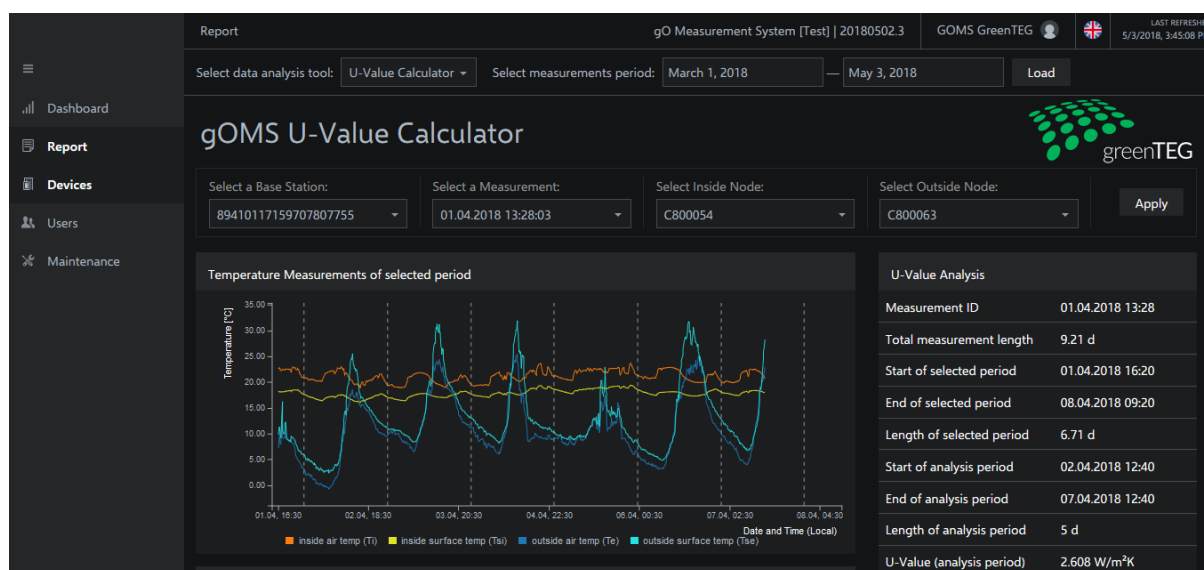 Report
gO Measurement System [Test] | 20180502.3
GOMS GreenTEG
LAST REFRESHE
5/3/2018, 3:45:08 P
Select data analysis tool: U-Value Calculator
Select measurements period: March 1, 2018 — May 3, 2018
Load
Dashboard
Report
Devices
Users
Maintenance
gOMS U-Value Calculator
greenTEG
Select a Base Station:
89410117159707807755
Select a Measurement:
01.04.2018 13:28:03
Select Inside Node:
C800054
Select Outside Node:
C800063
Apply
Temperature Measurements of selected period
Temperature [°C]
35.00
30.00
25.00
20.00
15.00
10.00
5.00
0.00
01.04, 16:30
02.04, 18:30
03.04, 20:30
04.04, 22:30
06.04, 00:30
07.04, 02:30
08.04, 04:30
Date and Time (Local)
inside air temp (Ti)
inside surface temp (Tsi)
outside air temp (Te)
outside surface temp (Tse)
U-Value Analysis
Measurement ID 01.04.2018 13:28
Total measurement length 9.21 d
Start of selected period 01.04.2018 16:20
End of selected period 08.04.2018 09:20
Length of selected period 6.71 d
Start of analysis period 02.04.2018 12:40
End of analysis period 07.04.2018 12:40
Length of analysis period 5 d
U-Value (analysis period) 2.608 W/m²K